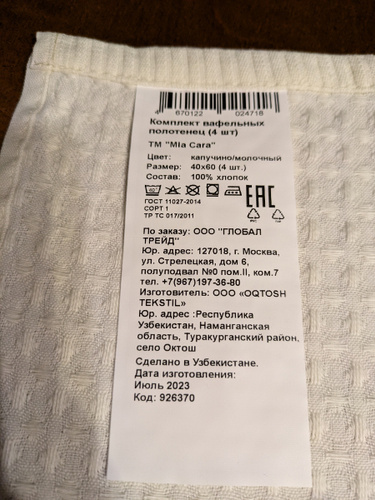 4 670122 024716
Комплект вафельных
полотенец (4 шт)
ТМ "Mia Cara"
Цвет: капучино/молочный
Размер: 40x60 (4 шт.)
Состав: 100% хлопок
ГОСТ 11027-2014
СОРТ 1
ТР ТС 017/2011
EAC
По заказу: ООО "ГЛОБАЛ
ТРЕЙД"
Юр. адрес: 127018, г. Москва,
ул. Стрелецкая, дом 6,
полуподвал №0 пом.II, ком.7
тел. +7(967)197-36-80
Изготовитель: ООО «OQTOSH
TEKSTIL»
Юр. адрес :Республика
Узбекистан, Наманганская
область, Туракурганский район,
село Октош
Сделано в Узбекистане.
Дата изготовления:
Июль 2023
Код: 926370